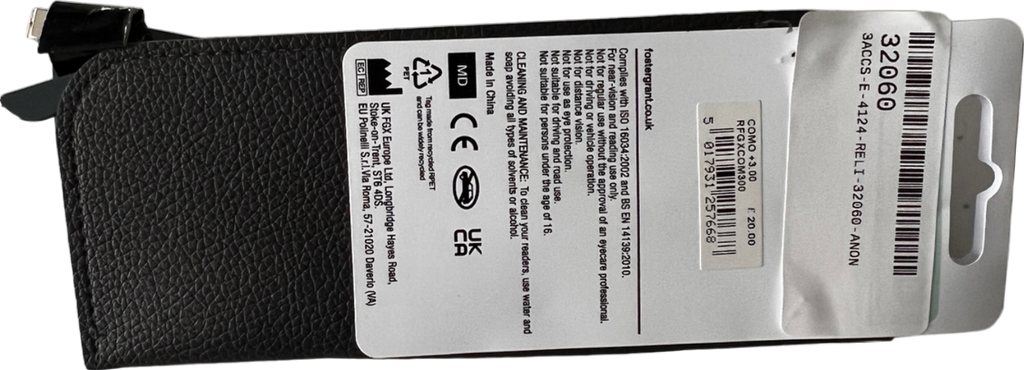 32060
3ACCS-E-4124-RELI-32060-ANON
COMO +3.00 £ 20.00
RFGXCOM300
5 017931 257668
fostergrant.co.uk
Complies with ISO 16034:2002 and BS EN 14139:2010.
For near-vision and reading use only.
Not for regular use without the approval of an eyecare professional.
Not for driving or vehicle operation.
Not for distance vision.
Not for use as eye protection.
Not suitable for driving and road use.
Not suitable for persons under the age of 16.
CLEANING AND MAINTENANCE: To clean your readers, use water and
soap avoiding all types of solvents or alcohol.
Made in China
MD CE UK CA
1 PET
Tag made from recycled RPET
and can be widely recycled
EC REP
UK FGX Europe Ltd, Longbridge Hayes Road,
Stoke-on-Trent, ST6 4DS.
EU Polinelli S.r.l.Via Roma, 57-21020 Daverio (VA)